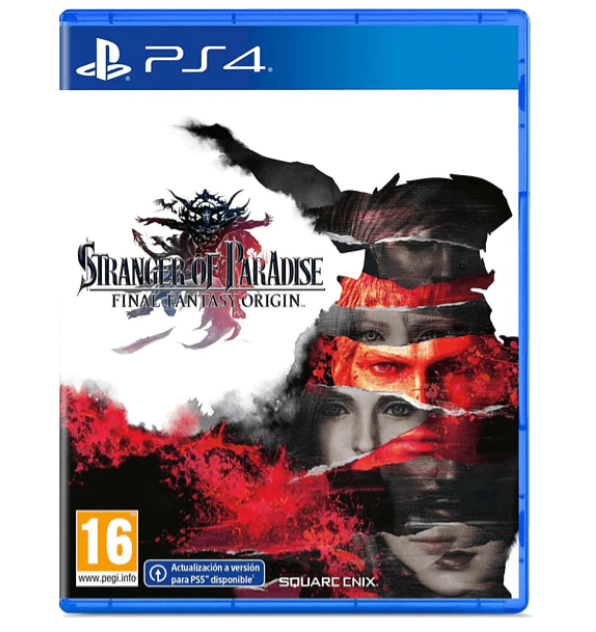 PS4
STRANGER OF PARADISE
FINAL FANTASY ORIGIN
16
www.pegi.info
Actualización a versión
para PS5™ disponible
SQUARE ENIX